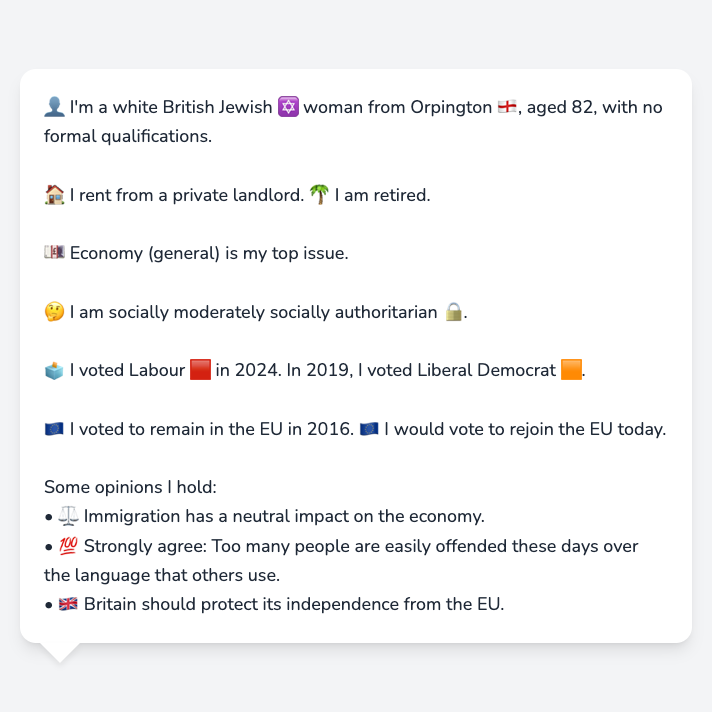 👤 I'm a white British Jewish ✡️ woman from Orpington 🏴󠁧󠁢󠁥󠁮󠁧󠁿, aged 82, with no
formal qualifications.
🏠 I rent from a private landlord. 🌴 I am retired.
💷 Economy (general) is my top issue.
🤔 I am socially moderately socially authoritarian 🔒.
🗳️ I voted Labour 🟥 in 2024. In 2019, I voted Liberal Democrat 🟧.
🇪🇺 I voted to remain in the EU in 2016. 🇪🇺 I would vote to rejoin the EU today.
Some opinions I hold:
• ⚖️ Immigration has a neutral impact on the economy.
• 💯 Strongly agree: Too many people are easily offended these days over
the language that others use.
• 🇬🇧 Britain should protect its independence from the EU.